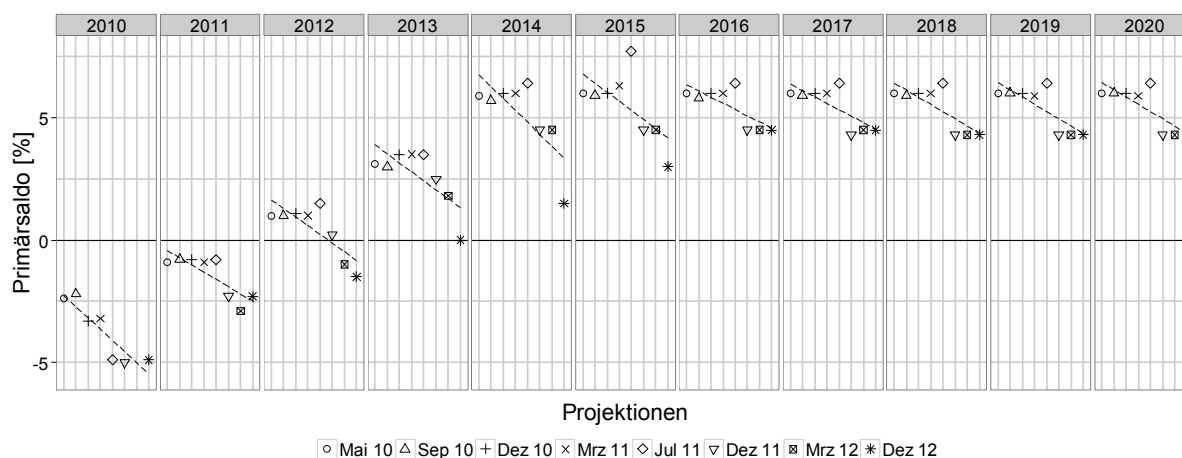 2010 2011 2012 2013 2014 2015 2016 2017 2018 2019 2020
Primärsaldo [%]
5
0
-5
Projektionen
Mai 10 Sep 10 Dez 10 Mrz 11 Jul 11 Dez 11 Mrz 12 Dez 12